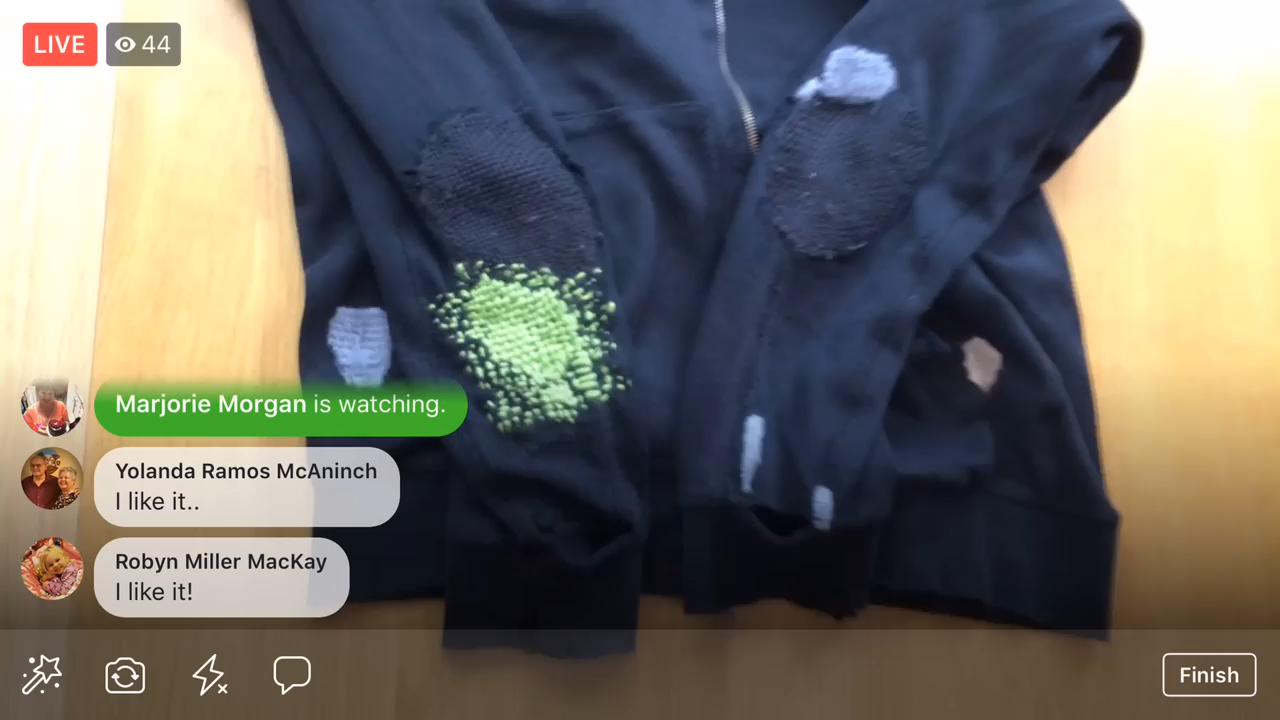 LIVE 44
Marjorie Morgan is watching.
Yolanda Ramos McAninch
I like it..
Robyn Miller MacKay
I like it!
Finish